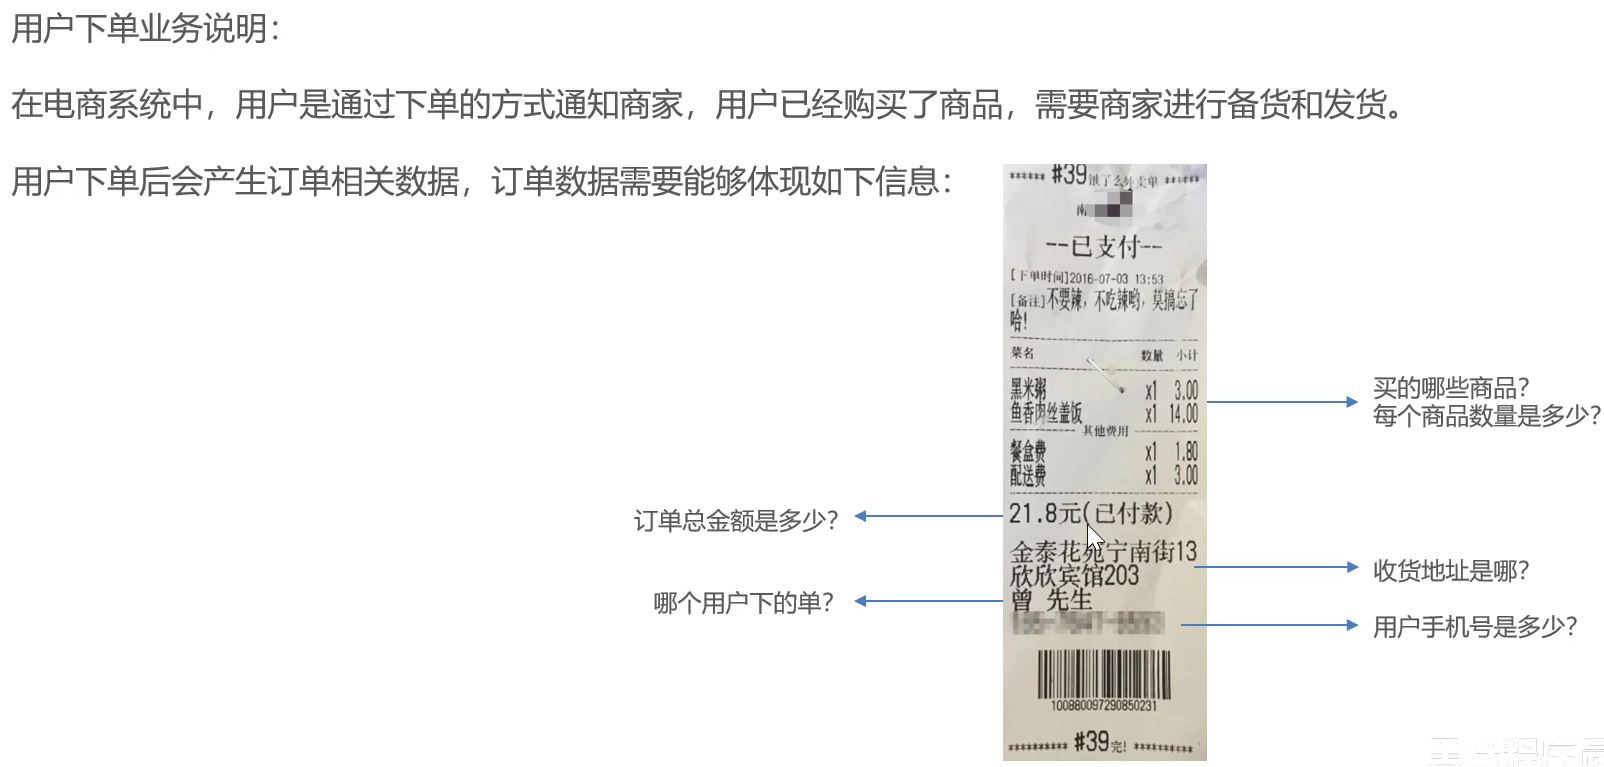 用户下单业务说明：
在电商系统中，用户是通过下单的方式通知商家，用户已经购买了商品，需要商家进行备货和发货。
用户下单后会产生订单相关数据，订单数据需要能够体现如下信息：
****** #39饿了么外卖单 ******
南
--已支付--
[下单时间]2016-07-03 13:53
[备注]不要辣，不吃辣哟，莫搞忘了
哈！
菜名 数量 小计
黑米粥 x1 3.00
鱼香肉丝盖饭 x1 14.00
其他费用
餐盒费 x1 1.80
配送费 x1 3.00
21.8元(已付款)
金泰花苑宁南街13
欣欣宾馆203
曾 先生
100880097290850231
********** #39完! **********
买的哪些商品？
每个商品数量是多少？
订单总金额是多少？
收货地址是哪？
哪个用户下的单？
用户手机号是多少？